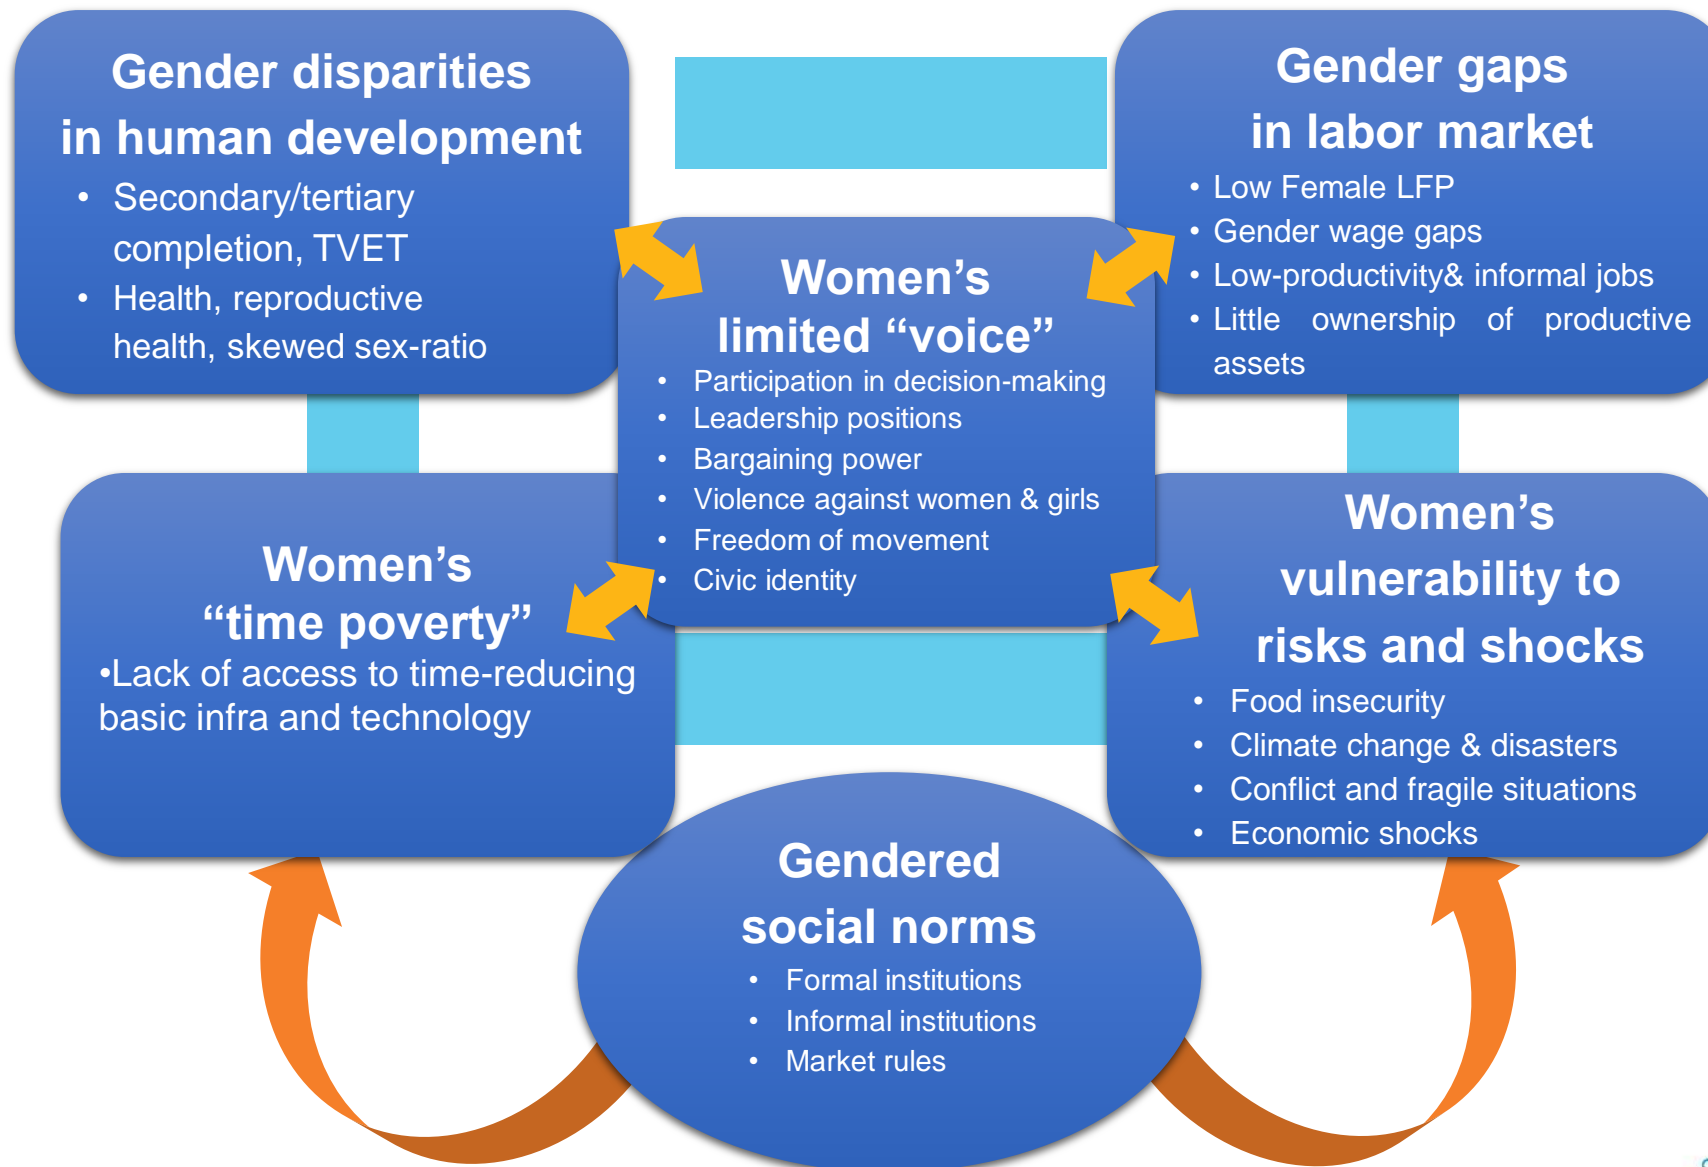 Gender disparities
in human development
• Secondary/tertiary
completion, TVET
• Health, reproductive
health, skewed sex-ratio
Gender gaps
in labor market
• Low Female LFP
• Gender wage gaps
• Low-productivity& informal jobs
• Little ownership of productive
assets
Women’s
limited “voice”
• Participation in decision-making
• Leadership positions
• Bargaining power
• Violence against women & girls
• Freedom of movement
• Civic identity
Women’s
“time poverty”
•Lack of access to time-reducing
basic infra and technology
Women’s
vulnerability to
risks and shocks
• Food insecurity
• Climate change & disasters
• Conflict and fragile situations
• Economic shocks
Gendered
social norms
• Formal institutions
• Informal institutions
• Market rules